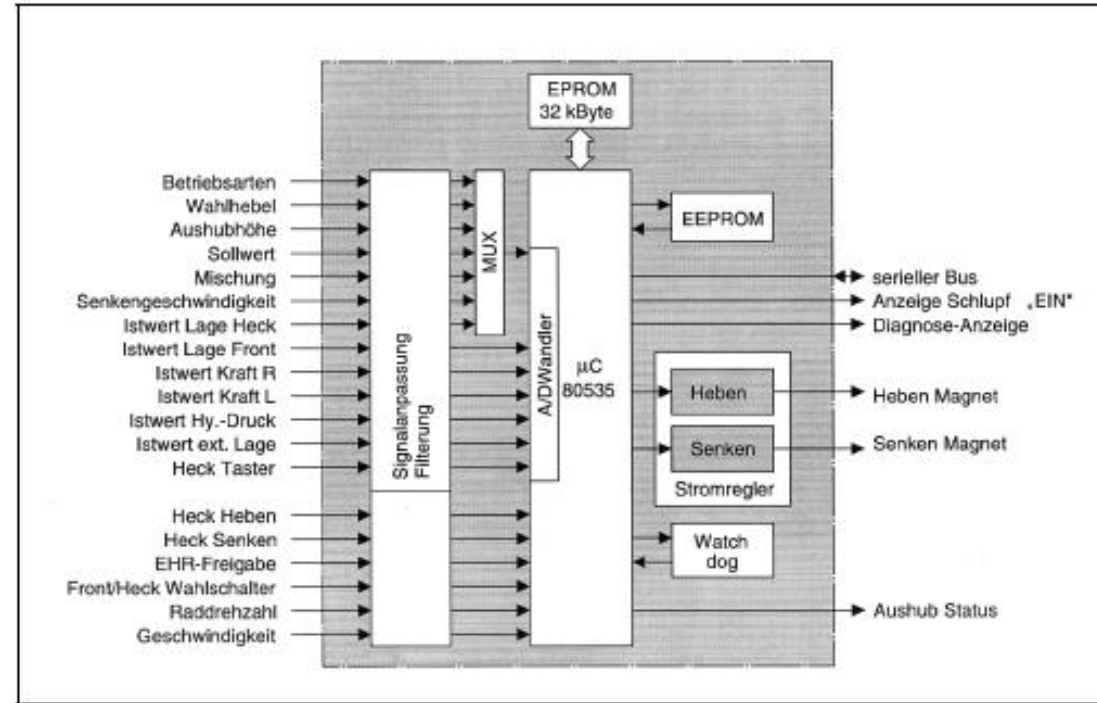 EPROM
32 kByte
Betriebsarten
Wahlhebel
Aushubhöhe
Sollwert
Mischung
Senkengeschwindigkeit
Istwert Lage Heck
Istwert Lage Front
Istwert Kraft R
Istwert Kraft L
Istwert Hy.-Druck
Istwert ext. Lage
Heck Taster
Heck Heben
Heck Senken
EHR-Freigabe
Front/Heck Wahlschalter
Raddrehzahl
Geschwindigkeit
Signalanpassung
Filterung
MUX
A/DWandler
µC
80535
EEPROM
Heben
Senken
Stromregler
Watch
dog
serieller Bus
Anzeige Schlupf „EIN"
Diagnose-Anzeige
Heben Magnet
Senken Magnet
Aushub Status